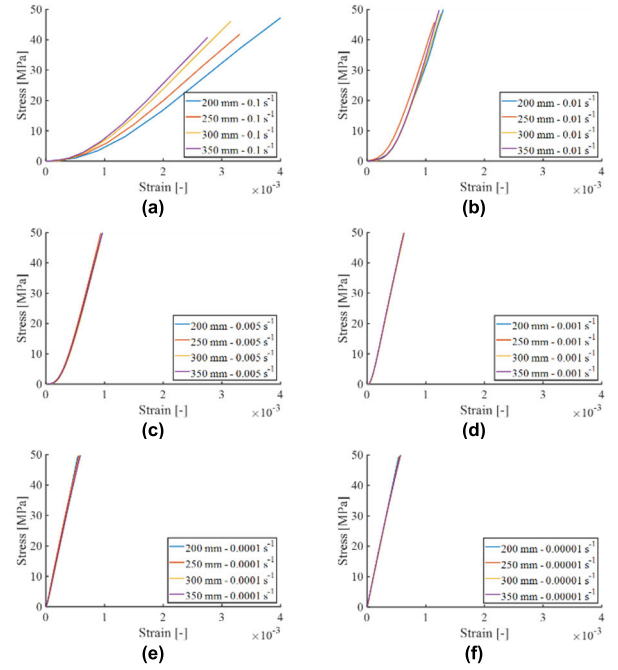 50
40
30
20
10
0
Stress [MPa]
200 mm - 0.1 s⁻¹
250 mm - 0.1 s⁻¹
300 mm - 0.1 s⁻¹
350 mm - 0.1 s⁻¹
0 1 2 3 4
Strain [-] ×10⁻³
(a)
50
40
30
20
10
0
Stress [MPa]
200 mm - 0.01 s⁻¹
250 mm - 0.01 s⁻¹
300 mm - 0.01 s⁻¹
350 mm - 0.01 s⁻¹
0 1 2 3 4
Strain [-] ×10⁻³
(b)
50
40
30
20
10
0
Stress [MPa]
200 mm - 0.005 s⁻¹
250 mm - 0.005 s⁻¹
300 mm - 0.005 s⁻¹
350 mm - 0.005 s⁻¹
0 1 2 3 4
Strain [-] ×10⁻³
(c)
50
40
30
20
10
0
Stress [MPa]
200 mm - 0.001 s⁻¹
250 mm - 0.001 s⁻¹
300 mm - 0.001 s⁻¹
350 mm - 0.001 s⁻¹
0 1 2 3 4
Strain [-] ×10⁻³
(d)
50
40
30
20
10
0
Stress [MPa]
200 mm - 0.0001 s⁻¹
250 mm - 0.0001 s⁻¹
300 mm - 0.0001 s⁻¹
350 mm - 0.0001 s⁻¹
0 1 2 3 4
Strain [-] ×10⁻³
(e)
50
40
30
20
10
0
Stress [MPa]
200 mm - 0.00001 s⁻¹
250 mm - 0.00001 s⁻¹
300 mm - 0.00001 s⁻¹
350 mm - 0.00001 s⁻¹
0 1 2 3 4
Strain [-] ×10⁻³
(f)